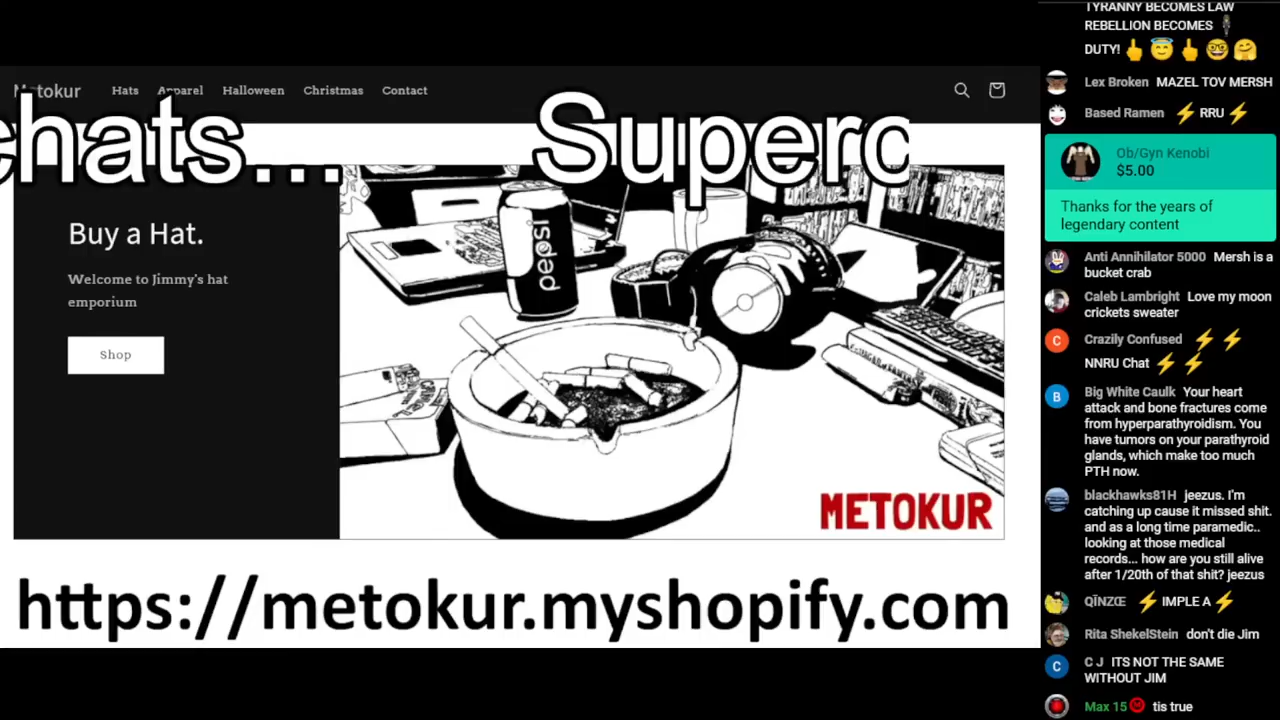 Metokur
Hats
Apparel
Halloween
Christmas
Contact
chats... Superc
Buy a Hat.
Welcome to Jimmy's hat
emporium
Shop
pepsi
METOKUR
https://metokur.myshopify.com
TYRANNY BECOMES LAW
REBELLION BECOMES
DUTY! 🖕 😇 🖕 🤓 🤗
Lex Broken MAZEL TOV MERSH
Based Ramen ⚡ RRU ⚡
Ob/Gyn Kenobi
$5.00
Thanks for the years of
legendary content
Anti Annihilator 5000 Mersh is a
bucket crab
Caleb Lambright Love my moon
crickets sweater
C
Crazily Confused ⚡ ⚡
NNRU Chat ⚡ ⚡
B
Big White Caulk Your heart
attack and bone fractures come
from hyperparathyroidism. You
have tumors on your parathyroid
glands, which make too much
PTH now.
blackhawks81H jeezus. I'm
catching up cause it missed shit.
and as a long time paramedic..
looking at those medical
records... how are you still alive
after 1/20th of that shit? jeezus
QĪNZŒ ⚡ IMPLE A ⚡
Rita ShekelStein don't die Jim
C
C J ITS NOT THE SAME
WITHOUT JIM
Max 15 tis true